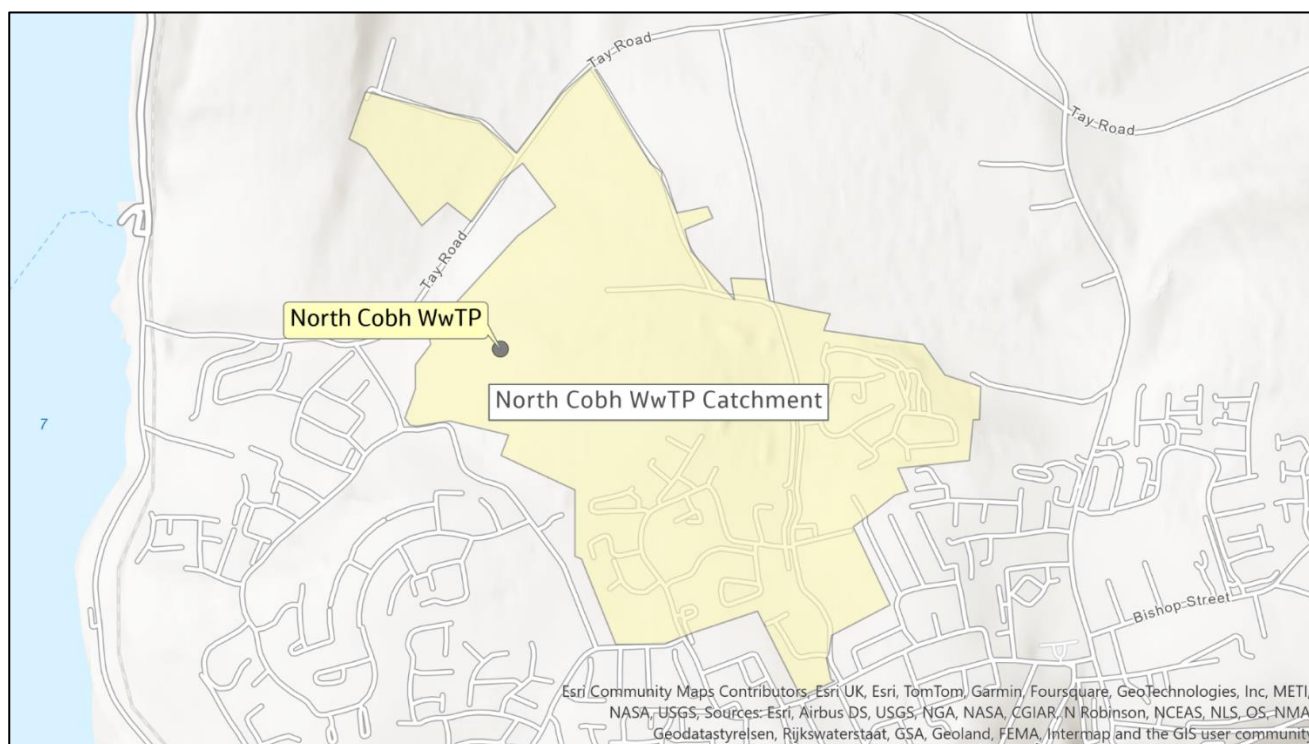 Tay Road
Tay Road
Tay Road
North Cobh WwTP
North Cobh WwTP Catchment
7
Bishop Street
Esri Community Maps Contributors, Esri UK, Esri, TomTom, Garmin, Foursquare, GeoTechnologies, Inc, METI/
NASA, USGS, Sources: Esri, Airbus DS, USGS, NGA, NASA, CGIAR, N Robinson, NCEAS, NLS, OS, NMA,
Geodatastyrelsen, Rijkswaterstaat, GSA, Geoland, FEMA, Intermap and the GIS user communit